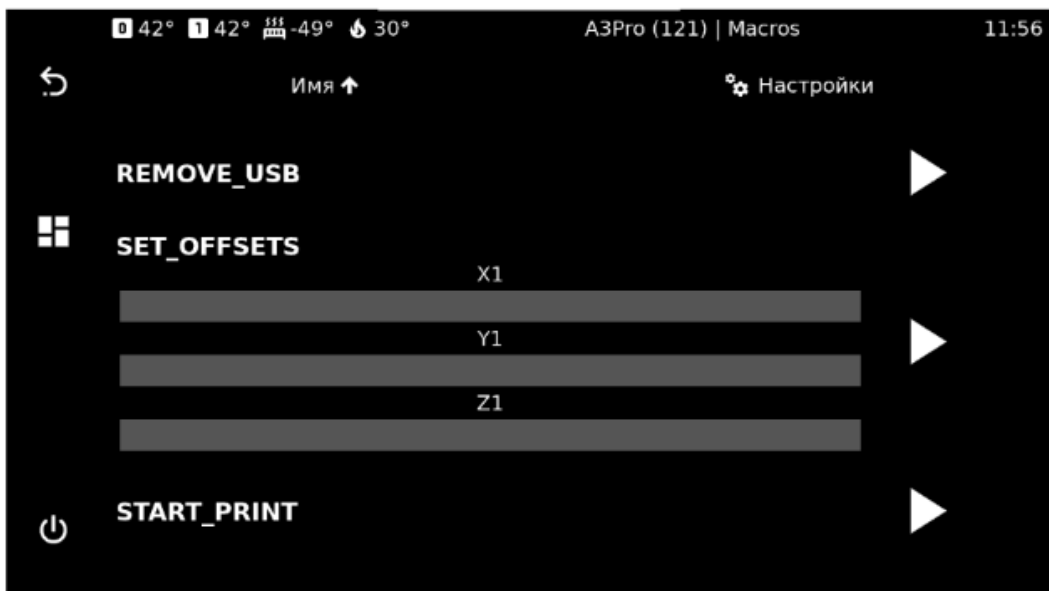 0 42° 1 42° -49° 30° A3Pro (121) | Macros 11:56
Имя Настройки
REMOVE_USB
SET_OFFSETS
X1
Y1
Z1
START_PRINT